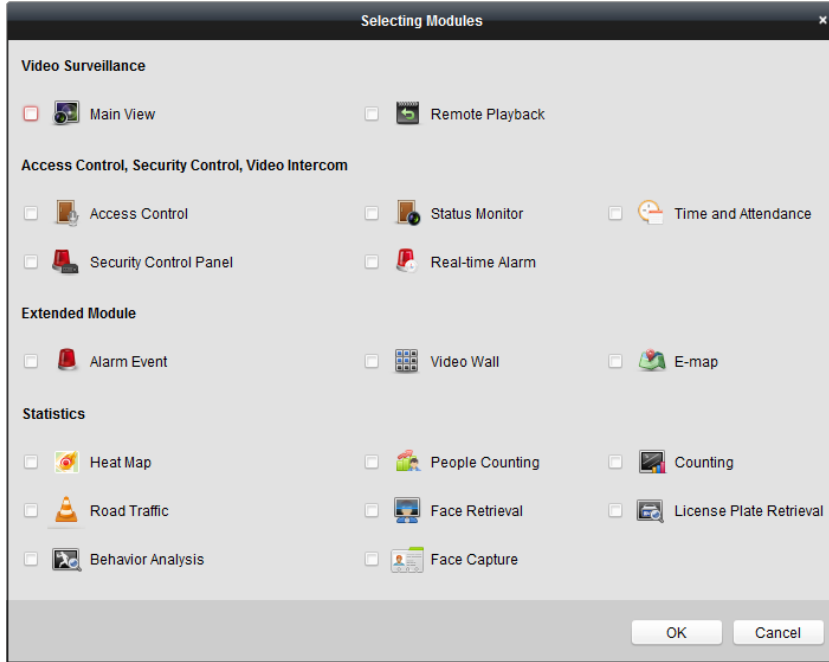 Selecting Modules ×
Video Surveillance
Main View Remote Playback
Access Control, Security Control, Video Intercom
Access Control Status Monitor Time and Attendance
Security Control Panel Real-time Alarm
Extended Module
Alarm Event Video Wall E-map
Statistics
Heat Map People Counting Counting
Road Traffic Face Retrieval License Plate Retrieval
Behavior Analysis Face Capture
OK Cancel